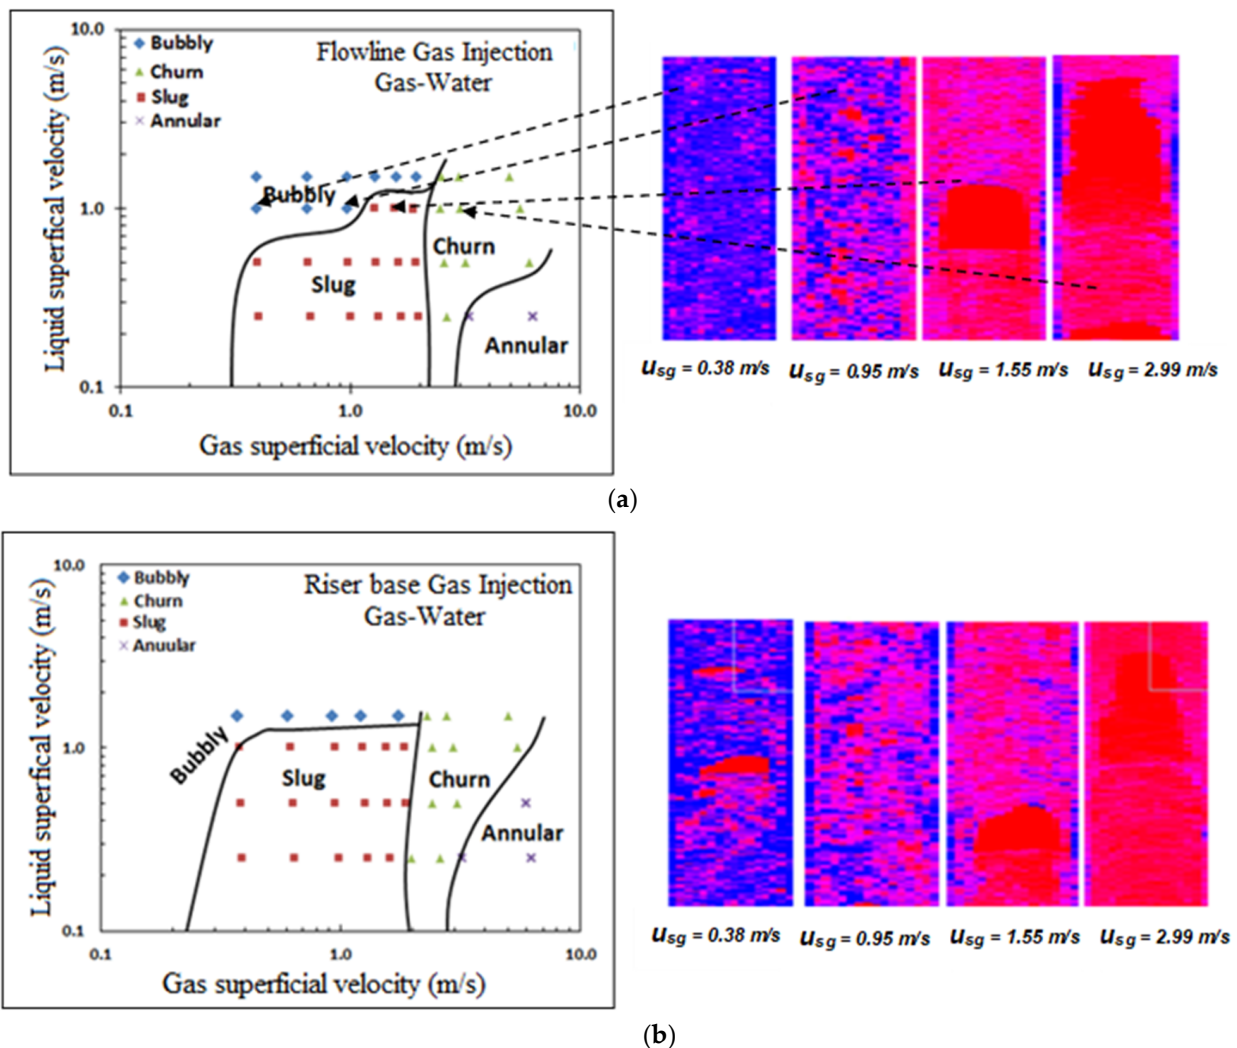 10.0
Bubbly
Churn
Slug
Annular
Flowline Gas Injection
Gas-Water
Liquid superfical velocity (m/s)
1.0
0.1
Bubbly
Slug
Churn
Annular
0.1
1.0
10.0
Gas superficial velocity (m/s)
usg = 0.38 m/s
usg = 0.95 m/s
usg = 1.55 m/s
usg = 2.99 m/s
(a)
10.0
Bubbly
Churn
Slug
Anuular
Riser base Gas Injection
Gas-Water
Liquid superfical velocity (m/s)
1.0
0.1
Bubbly
Slug
Churn
Annular
0.1
1.0
10.0
Gas superficial velocity (m/s)
usg = 0.38 m/s
usg = 0.95 m/s
usg = 1.55 m/s
usg = 2.99 m/s
(b)